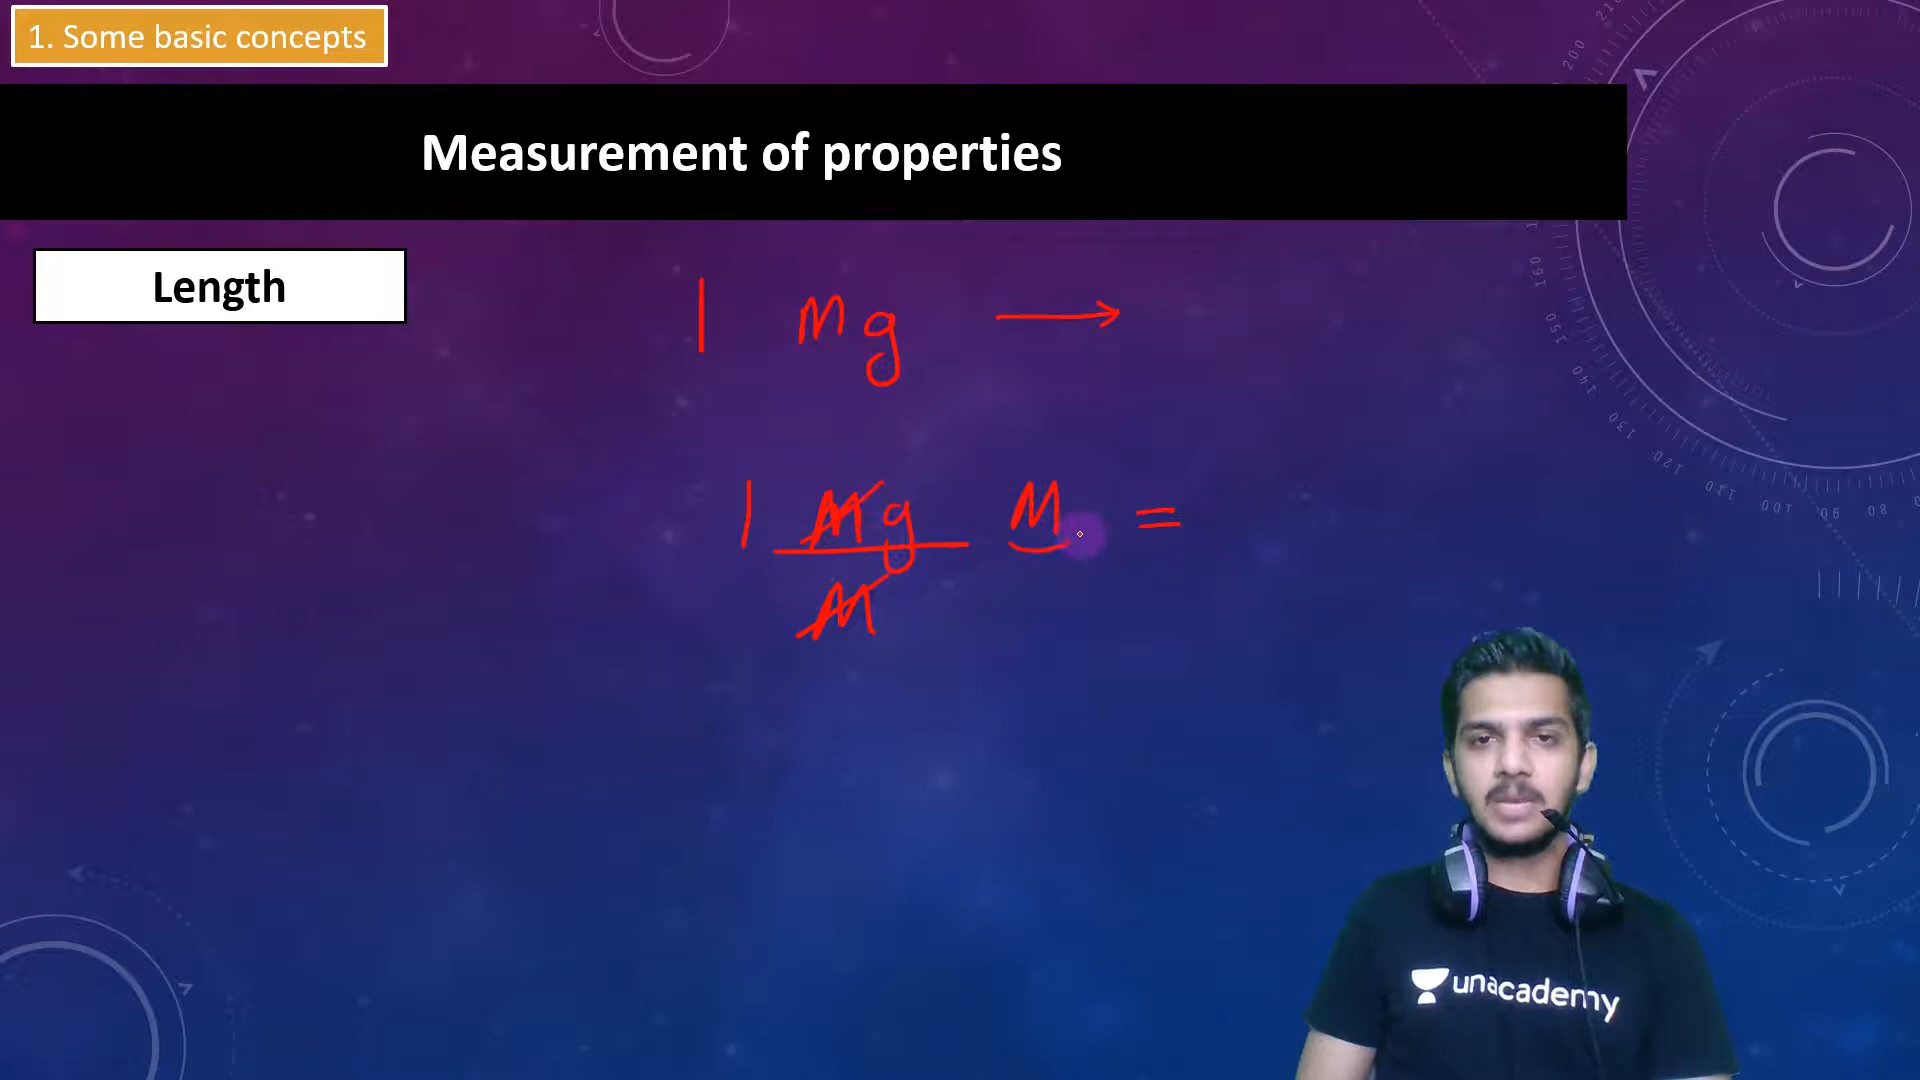 1. Some basic concepts
Measurement of properties
Length
1 Mg →
1 Mg M =
M
unacademy